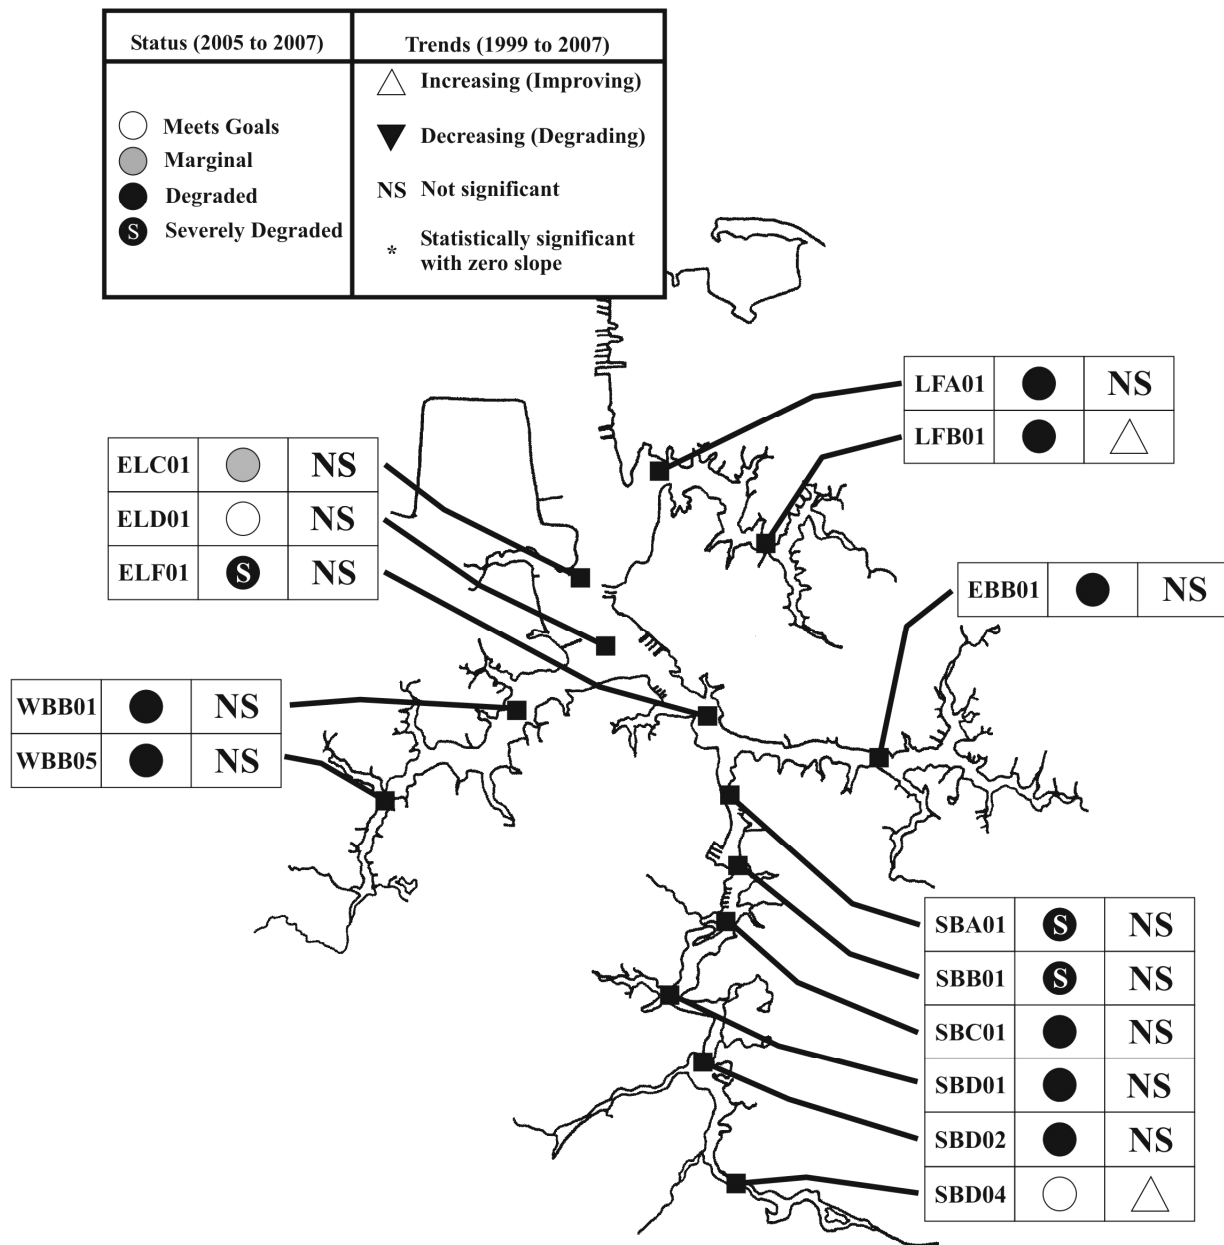 Status (2005 to 2007) Trends (1999 to 2007)
Increasing (Improving)
Meets Goals
Decreasing (Degrading)
Marginal
Degraded
NS Not significant
S Severely Degraded
* Statistically significant
with zero slope
LFA01 NS
LFB01
ELC01 NS
ELD01 NS
ELF01 S NS
EBB01 NS
WBB01 NS
WBB05 NS
SBA01 S NS
SBB01 S NS
SBC01 NS
SBD01 NS
SBD02 NS
SBD04